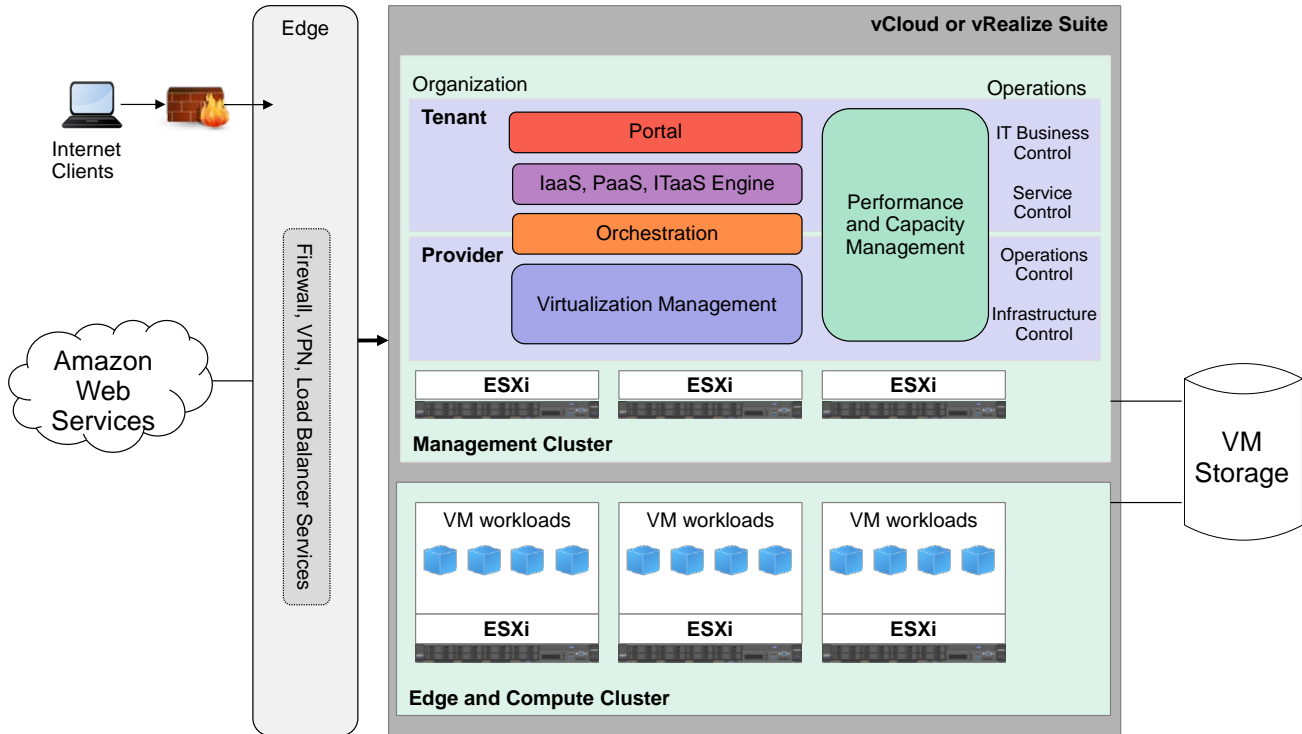 Edge
Internet
Clients
Amazon
Web
Services
Firewall, VPN, Load Balancer Services
vCloud or vRealize Suite
Organization
Operations
Tenant
Portal
IaaS, PaaS, ITaaS Engine
Orchestration
Provider
Virtualization Management
Performance
and Capacity
Management
IT Business
Control
Service
Control
Operations
Control
Infrastructure
Control
ESXi
ESXi
ESXi
Management Cluster
VM workloads
VM workloads
VM workloads
ESXi
ESXi
ESXi
Edge and Compute Cluster
VM
Storage